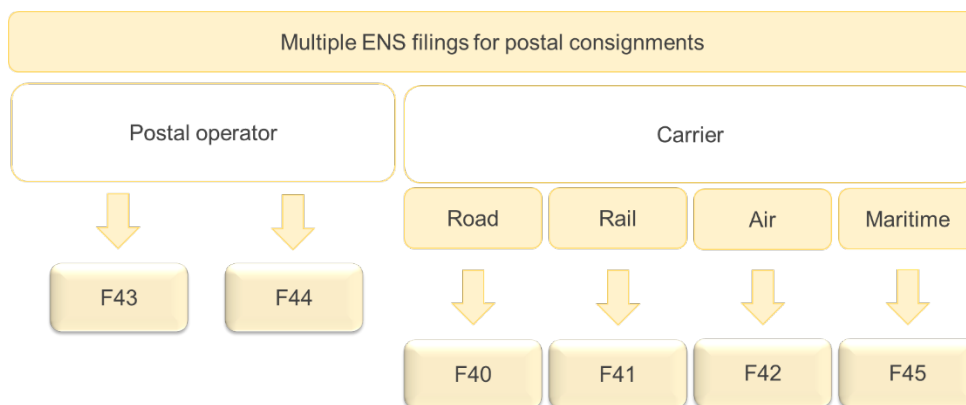 Multiple ENS filings for postal consignments
Postal operator
Carrier
Road
Rail
Air
Maritime
F43
F44
F40
F41
F42
F45